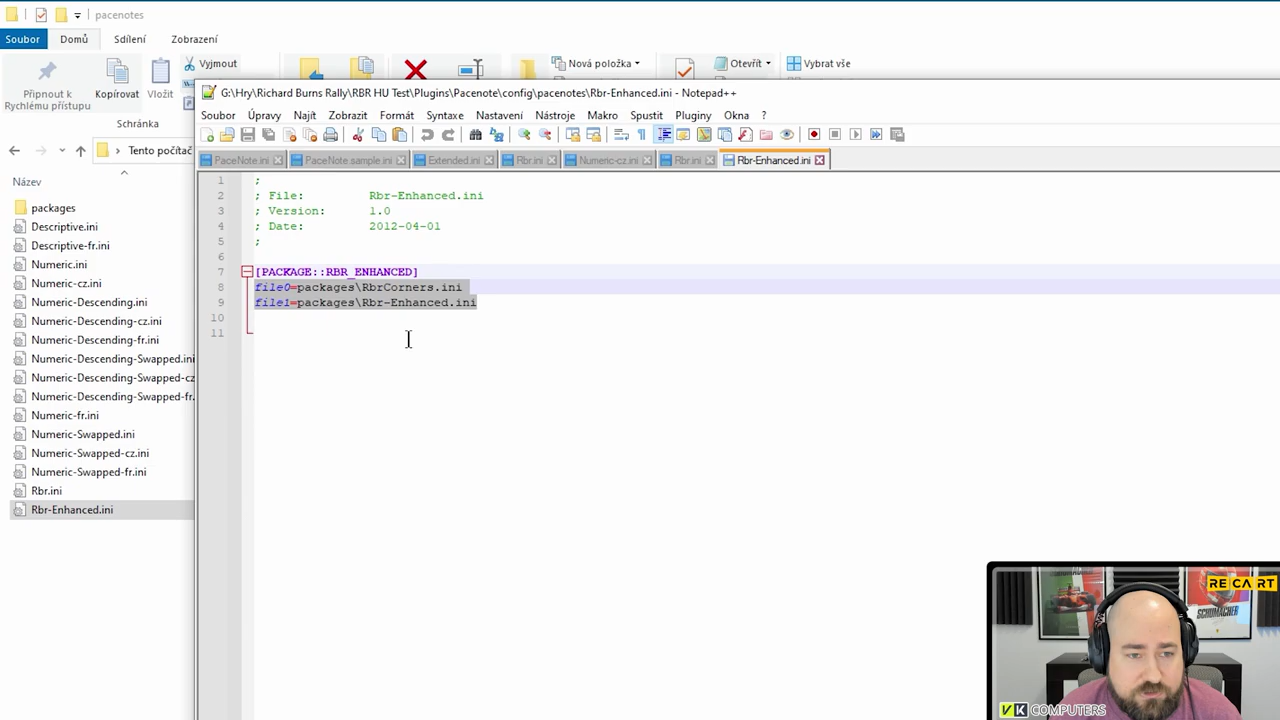 pacenotes
Soubor Domů Sdílení Zobrazení
Připnout k
Rychlému přístupu
Kopírovat
Vložit
Vyjmout
Schránka
Nová položka
Otevřít
Vybrat vše
Tento počítač
Název
packages
Descriptive.ini
Descriptive-fr.ini
Numeric.ini
Numeric-cz.ini
Numeric-Descending.ini
Numeric-Descending-cz.ini
Numeric-Descending-fr.ini
Numeric-Descending-Swapped.ini
Numeric-Descending-Swapped-cz
Numeric-Descending-Swapped-fr.
Numeric-fr.ini
Numeric-Swapped.ini
Numeric-Swapped-cz.ini
Numeric-Swapped-fr.ini
Rbr.ini
Rbr-Enhanced.ini
G:\Hry\Richard Burns Rally\RBR HU Test\Plugins\Pacenote\config\pacenotes\Rbr-Enhanced.ini - Notepad++
Soubor Úpravy Najít Zobrazit Formát Syntaxe Nastavení Nástroje Makro Spustit Pluginy Okna ?
PaceNote.ini PaceNote.sample.ini Extended.ini Rbr.ini Numeric-cz.ini Rbr.ini Rbr-Enhanced.ini
1 ;
2 ; File: Rbr-Enhanced.ini
3 ; Version: 1.0
4 ; Date: 2012-04-01
5 ;
6
7 [PACKAGE::RBR_ENHANCED]
8 file0=packages\RbrCorners.ini
9 file1=packages\Rbr-Enhanced.ini
10
11
RECART
SCHUMACHER
VK COMPUTERS